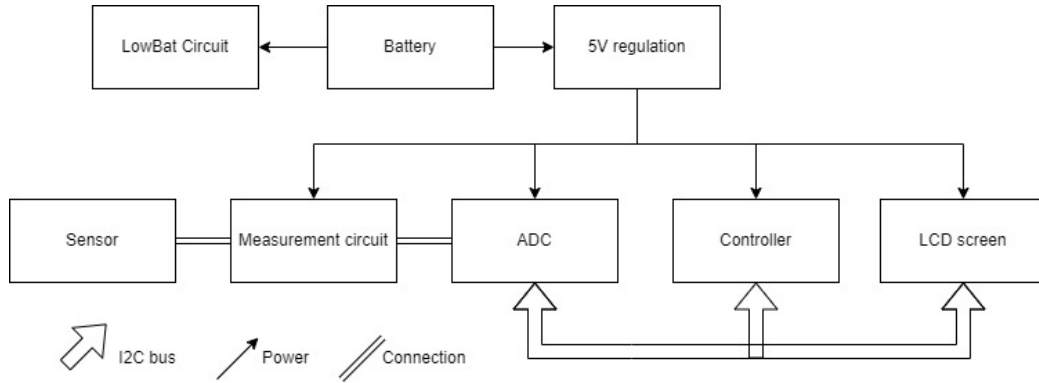 LowBat Circuit
Battery
5V regulation
Sensor
Measurement circuit
ADC
Controller
LCD screen
I2C bus
Power
Connection